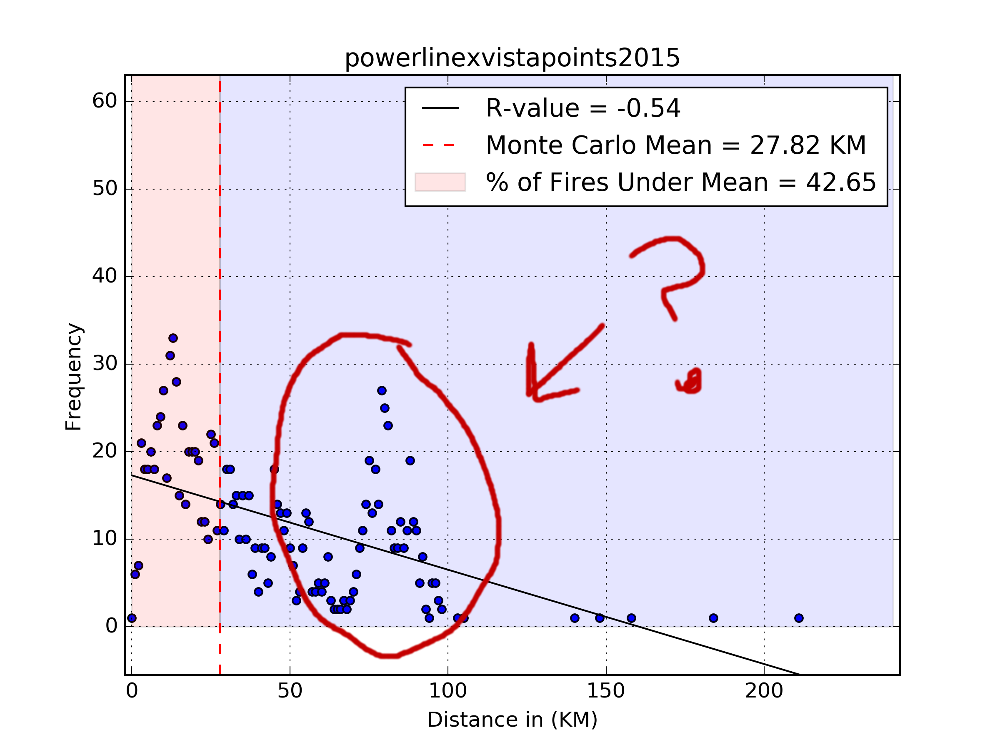 powerlinexvistapoints2015
R-value = -0.54
Monte Carlo Mean = 27.82 KM
% of Fires Under Mean = 42.65
60
50
40
30
20
10
0
Frequency
?
0 50 100 150 200
Distance in (KM)